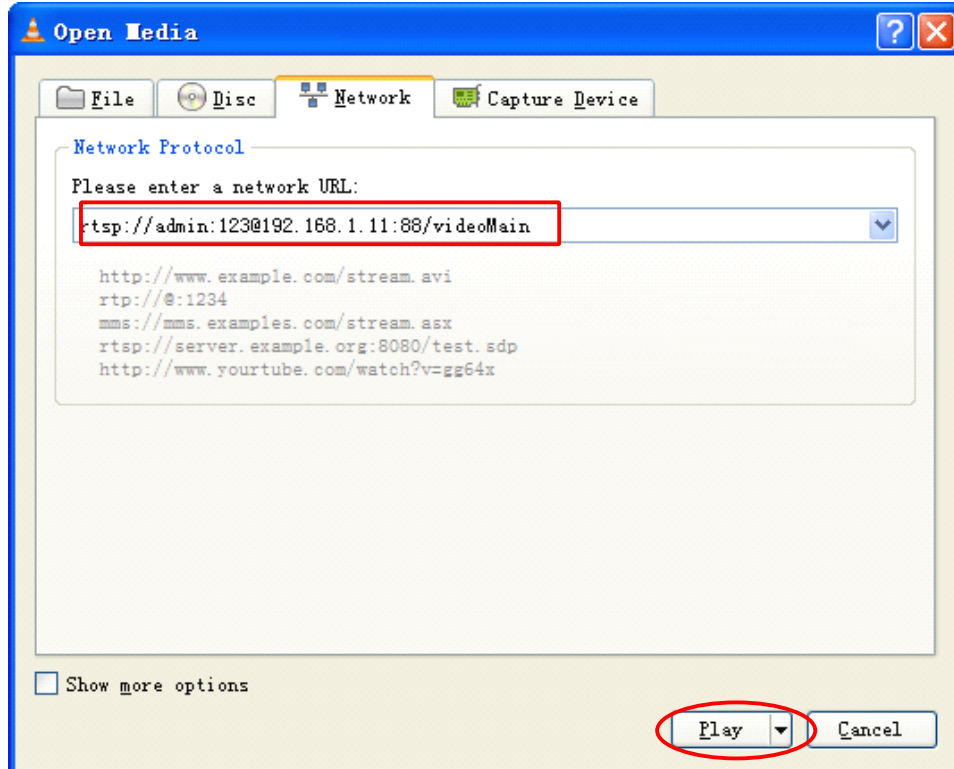 Open Media
File Disc Network Capture Device
Network Protocol
Please enter a network URL:
rtsp://admin:123@192.168.1.11:88/videoMain
http://www.example.com/stream.avi
rtp://@:1234
mms://mms.examples.com/stream.asx
rtsp://server.example.org:8080/test.sdp
http://www.yourtube.com/watch?v=gg64x
Show more options
Play Cancel